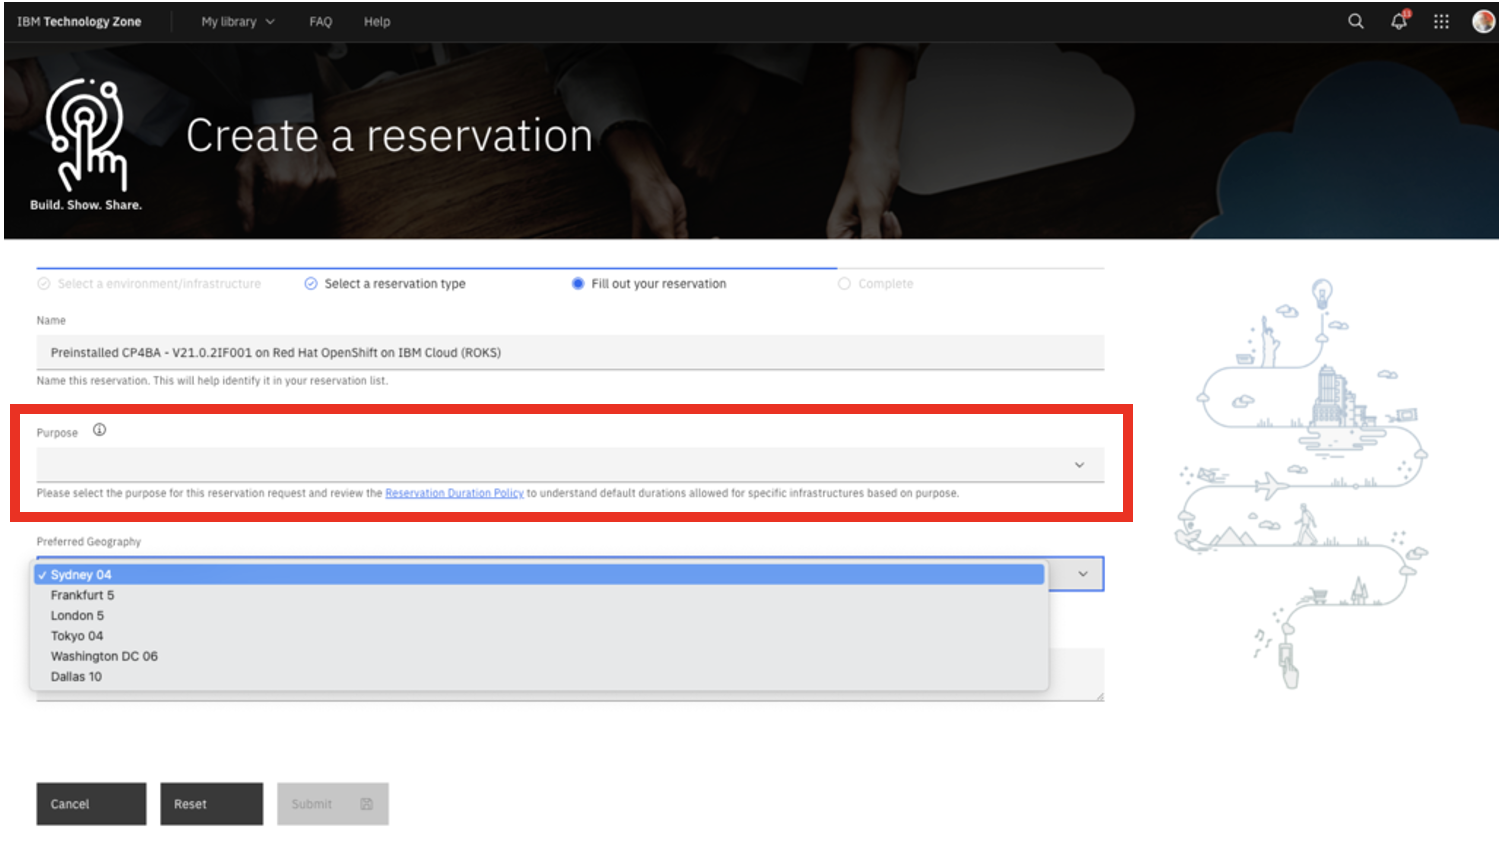 IBM Technology Zone My library FAQ Help
Create a reservation
Build. Show. Share.
Select a environment/infrastructure Select a reservation type Fill out your reservation Complete
Name
Preinstalled CP4BA - V21.0.2IF001 on Red Hat OpenShift on IBM Cloud (ROKS)
Name this reservation. This will help identify it in your reservation list.
Purpose
Please select the purpose for this reservation request and review the Reservation Duration Policy to understand default durations allowed for specific infrastructures based on purpose.
Preferred Geography
Sydney 04
Frankfurt 5
London 5
Tokyo 04
Washington DC 06
Dallas 10
Cancel Reset Submit